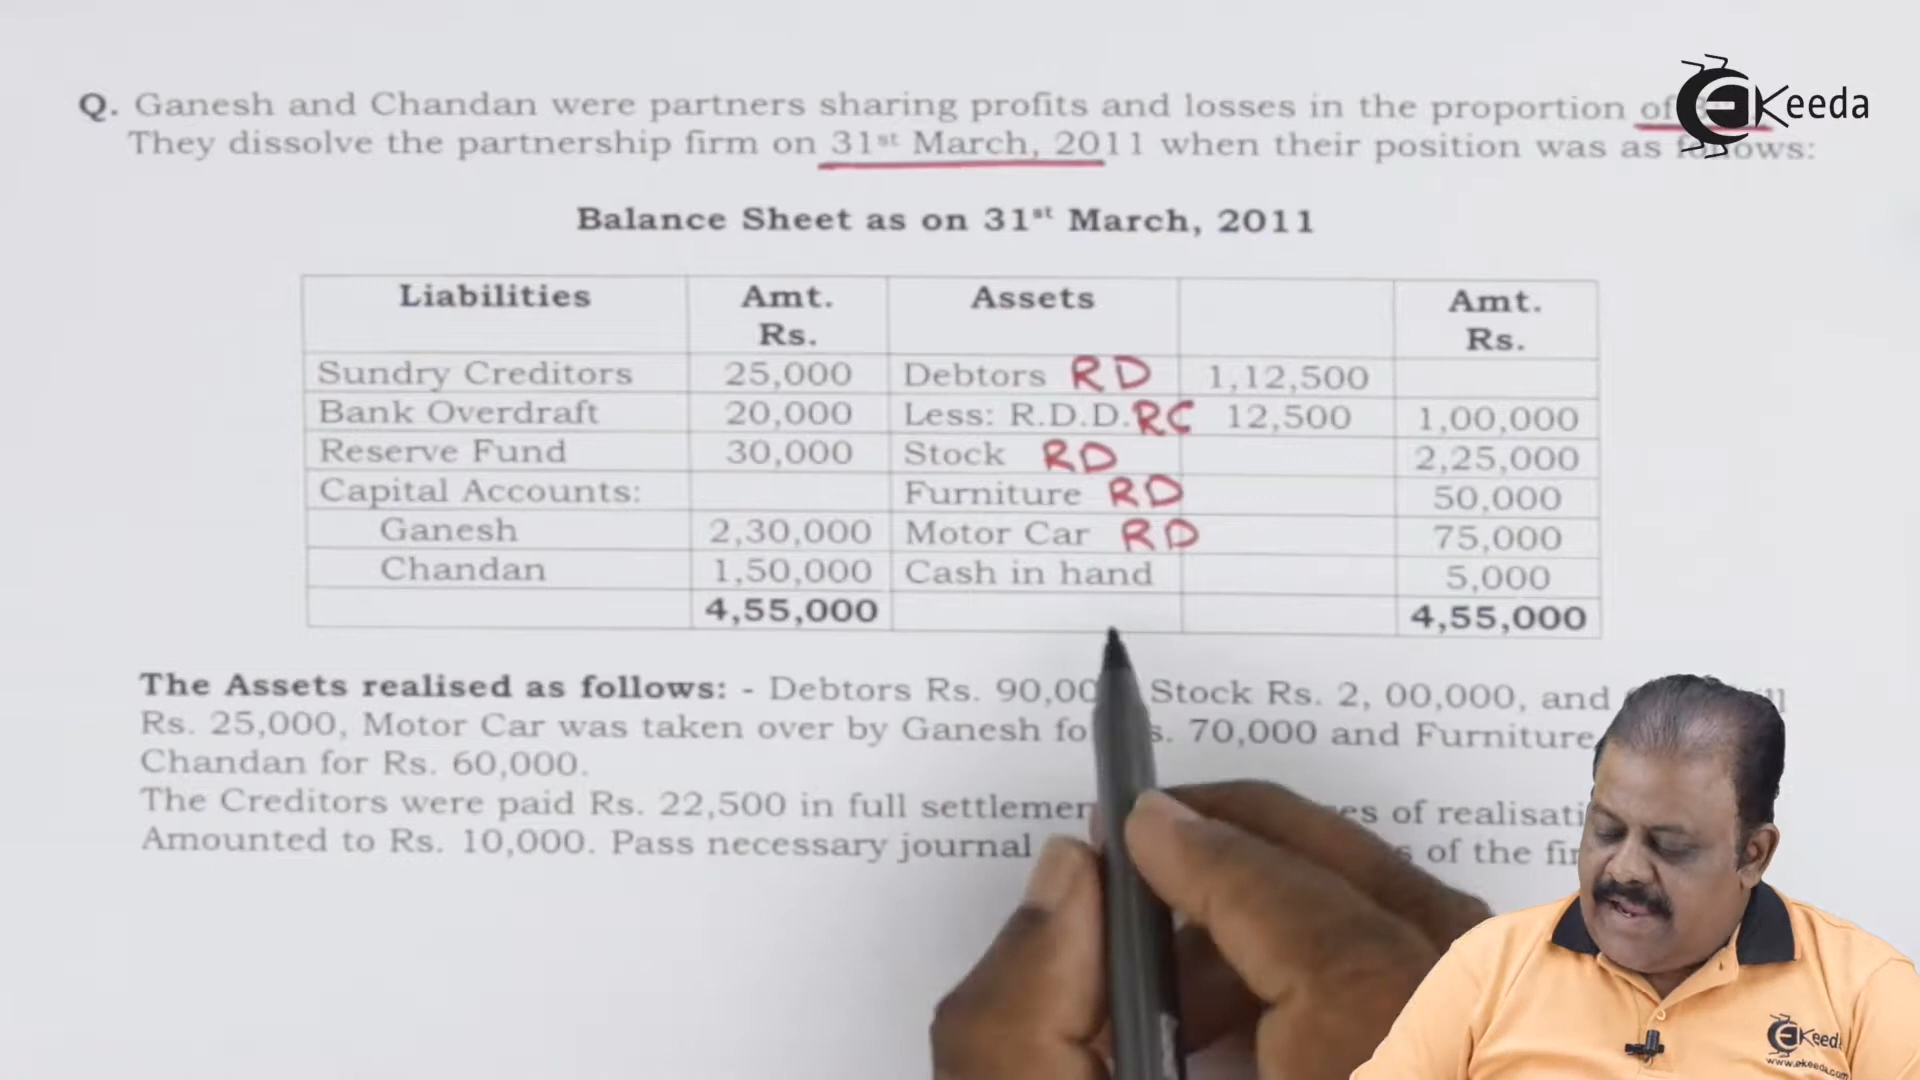 Q. Ganesh and Chandan were partners sharing profits and losses in the proportion of
They dissolve the partnership firm on 31st March, 2011 when their position was as follows:
EKeeda
Balance Sheet as on 31st March, 2011
Liabilities Amt. Rs. Assets Amt. Rs.
Sundry Creditors 25,000 Debtors RD 1,12,500
Bank Overdraft 20,000 Less: R.D.D. RC 12,500 1,00,000
Reserve Fund 30,000 Stock RD 2,25,000
Capital Accounts: Furniture RD 50,000
Ganesh 2,30,000 Motor Car RD 75,000
Chandan 1,50,000 Cash in hand 5,000
4,55,000 4,55,000
The Assets realised as follows: - Debtors Rs. Stock Rs. 2, 00,000, and
Rs. 25,000, Motor Car was taken over by Ganesh 70,000 and Furniture
Chandan for Rs. 60,000.
The Creditors were paid Rs. 22,500 in full of
Amounted to Rs. 10,000. Pass necessary journal of the
EKeeda
www.ekeeda.com